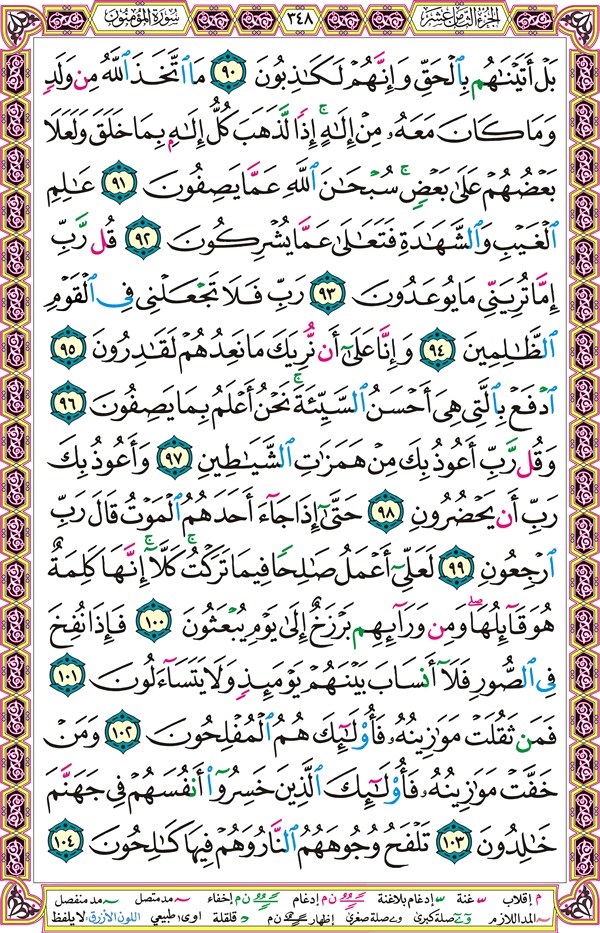 الجزء الثامن عشر ٣٤٨ سورة المؤمنون
بَلْ أَتَيْنَٰهُم بِٱلْحَقِّ وَإِنَّهُمْ لَكَٰذِبُونَ ٩٠ مَا ٱتَّخَذَ ٱللَّهُ مِن وَلَدٍ
وَمَا كَانَ مَعَهُۥ مِنْ إِلَٰهٍ ۚ إِذًا لَّذَهَبَ كُلُّ إِلَٰهٍۭ بِمَا خَلَقَ وَلَعَلَا
بَعْضُهُمْ عَلَىٰ بَعْضٍ ۚ سُبْحَٰنَ ٱللَّهِ عَمَّا يَصِفُونَ ٩١ عَٰلِمِ
ٱلْغَيْبِ وَٱلشَّهَٰدَةِ فَتَعَٰلَىٰ عَمَّا يُشْرِكُونَ ٩٢ قُل رَّبِّ
إِمَّا تُرِيَنِّي مَا يُوعَدُونَ ٩٣ رَبِّ فَلَا تَجْعَلْنِي فِي ٱلْقَوْمِ
ٱلظَّٰلِمِينَ ٩٤ وَإِنَّا عَلَىٰٓ أَن نُّرِيَكَ مَا نَعِدُهُمْ لَقَٰدِرُونَ ٩٥
ٱدْفَعْ بِٱلَّتِي هِيَ أَحْسَنُ ٱلسَّيِّئَةَ ۚ نَحْنُ أَعْلَمُ بِمَا يَصِفُونَ ٩٦
وَقُل رَّبِّ أَعُوذُ بِكَ مِنْ هَمَزَٰتِ ٱلشَّيَٰطِينِ ٩٧ وَأَعُوذُ بِكَ
رَبِّ أَن يَحْضُرُونِ ٩٨ حَتَّىٰٓ إِذَا جَآءَ أَحَدَهُمُ ٱلْمَوْتُ قَالَ رَبِّ
ٱرْجِعُونِ ٩٩ لَعَلِّيٓ أَعْمَلُ صَٰلِحًا فِيمَا تَرَكْتُ ۚ كَلَّآ ۚ إِنَّهَا كَلِمَةٌ
هُوَ قَآئِلُهَا ۖ وَمِن وَرَآئِهِم بَرْزَخٌ إِلَىٰ يَوْمِ يُبْعَثُونَ ١٠٠ فَإِذَا نُفِخَ
فِي ٱلصُّورِ فَلَآ أَنسَابَ بَيْنَهُمْ يَوْمَئِذٍ وَلَا يَتَسَآءَلُونَ ١٠١
فَمَن ثَقُلَتْ مَوَٰزِينُهُۥ فَأُو۟لَٰٓئِكَ هُمُ ٱلْمُفْلِحُونَ ١٠٢ وَمَنْ
خَفَّتْ مَوَٰزِينُهُۥ فَأُو۟لَٰٓئِكَ ٱلَّذِينَ خَسِرُوٓا۟ أَنفُسَهُمْ فِي جَهَنَّمَ
خَٰلِدُونَ ١٠٣ تَلْفَحُ وُجُوهَهُمُ ٱلنَّارُ وَهُمْ فِيهَا كَٰلِحُونَ ١٠٤
م إقلاب غنة إدغام بلاغنة ن م إدغام ن م إخفاء مد متصل مد منفصل
المد اللازم صلة كبرى صلة صغرى إظهار ن م قلقلة اوى طبيعي اللون الأزرق: لا يلفظ